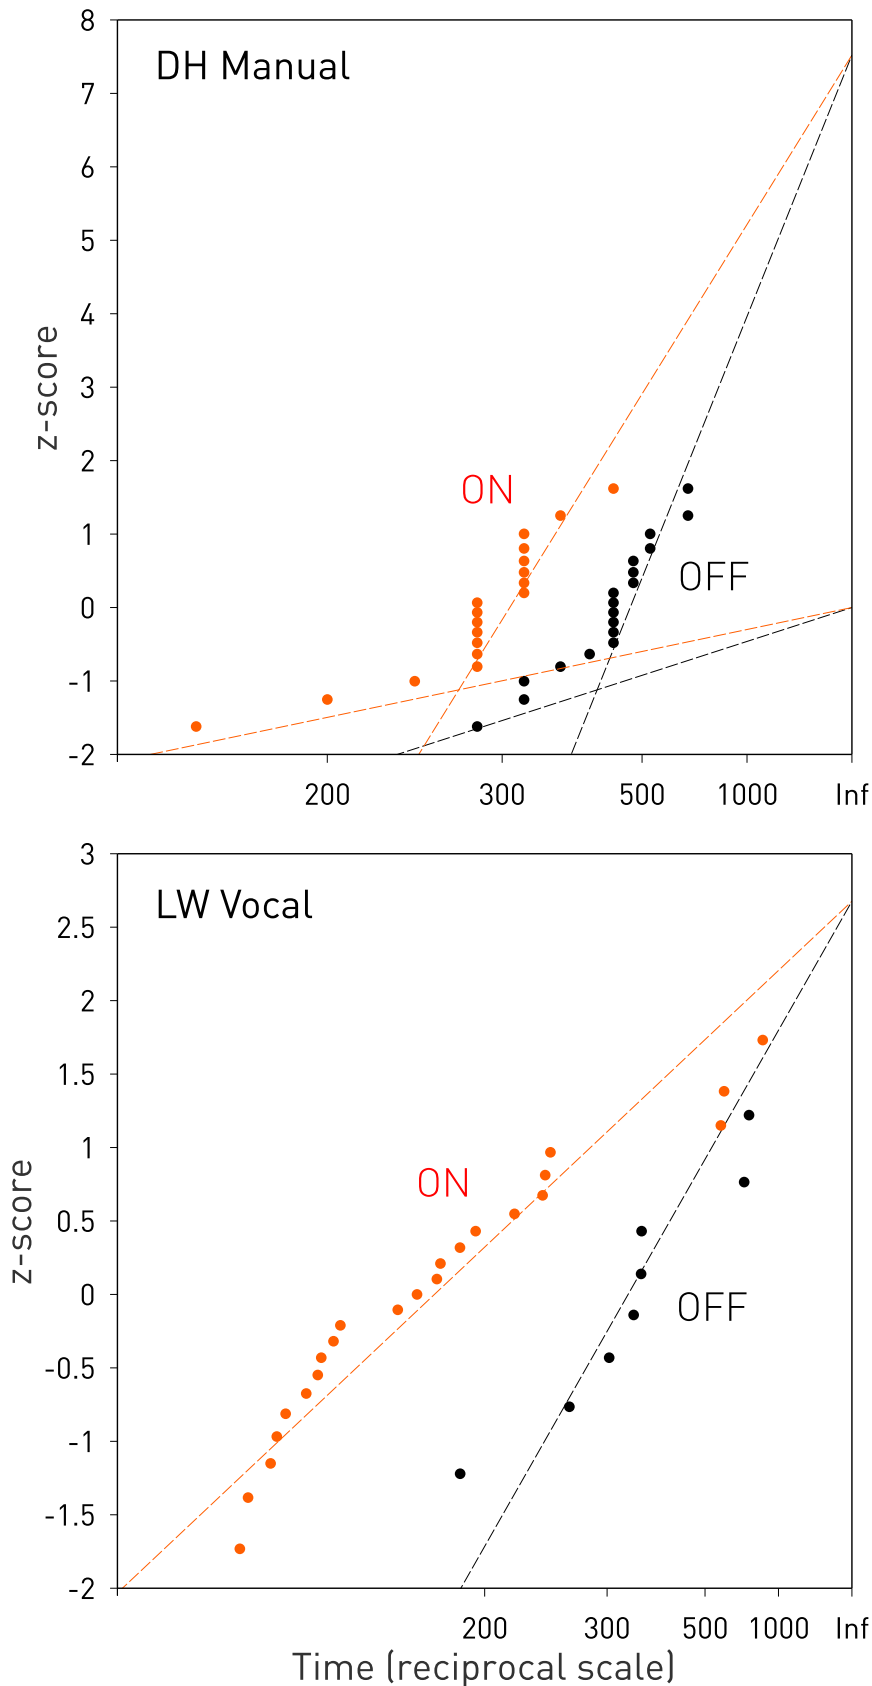 DH Manual
8
7
6
5
4
3
2
1
0
-1
-2
z-score
ON
OFF
200 300 500 1000 Inf
LW Vocal
3
2.5
2
1.5
1
0.5
0
-0.5
-1
-1.5
-2
z-score
ON
OFF
200 300 500 1000 Inf
Time (reciprocal scale)